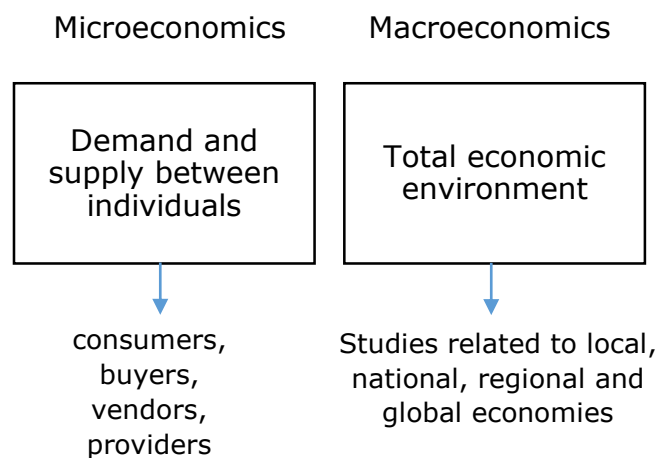 Microeconomics
Macroeconomics
Demand and
supply between
individuals
Total economic
environment
consumers,
buyers,
vendors,
providers
Studies related to local,
national, regional and
global economies